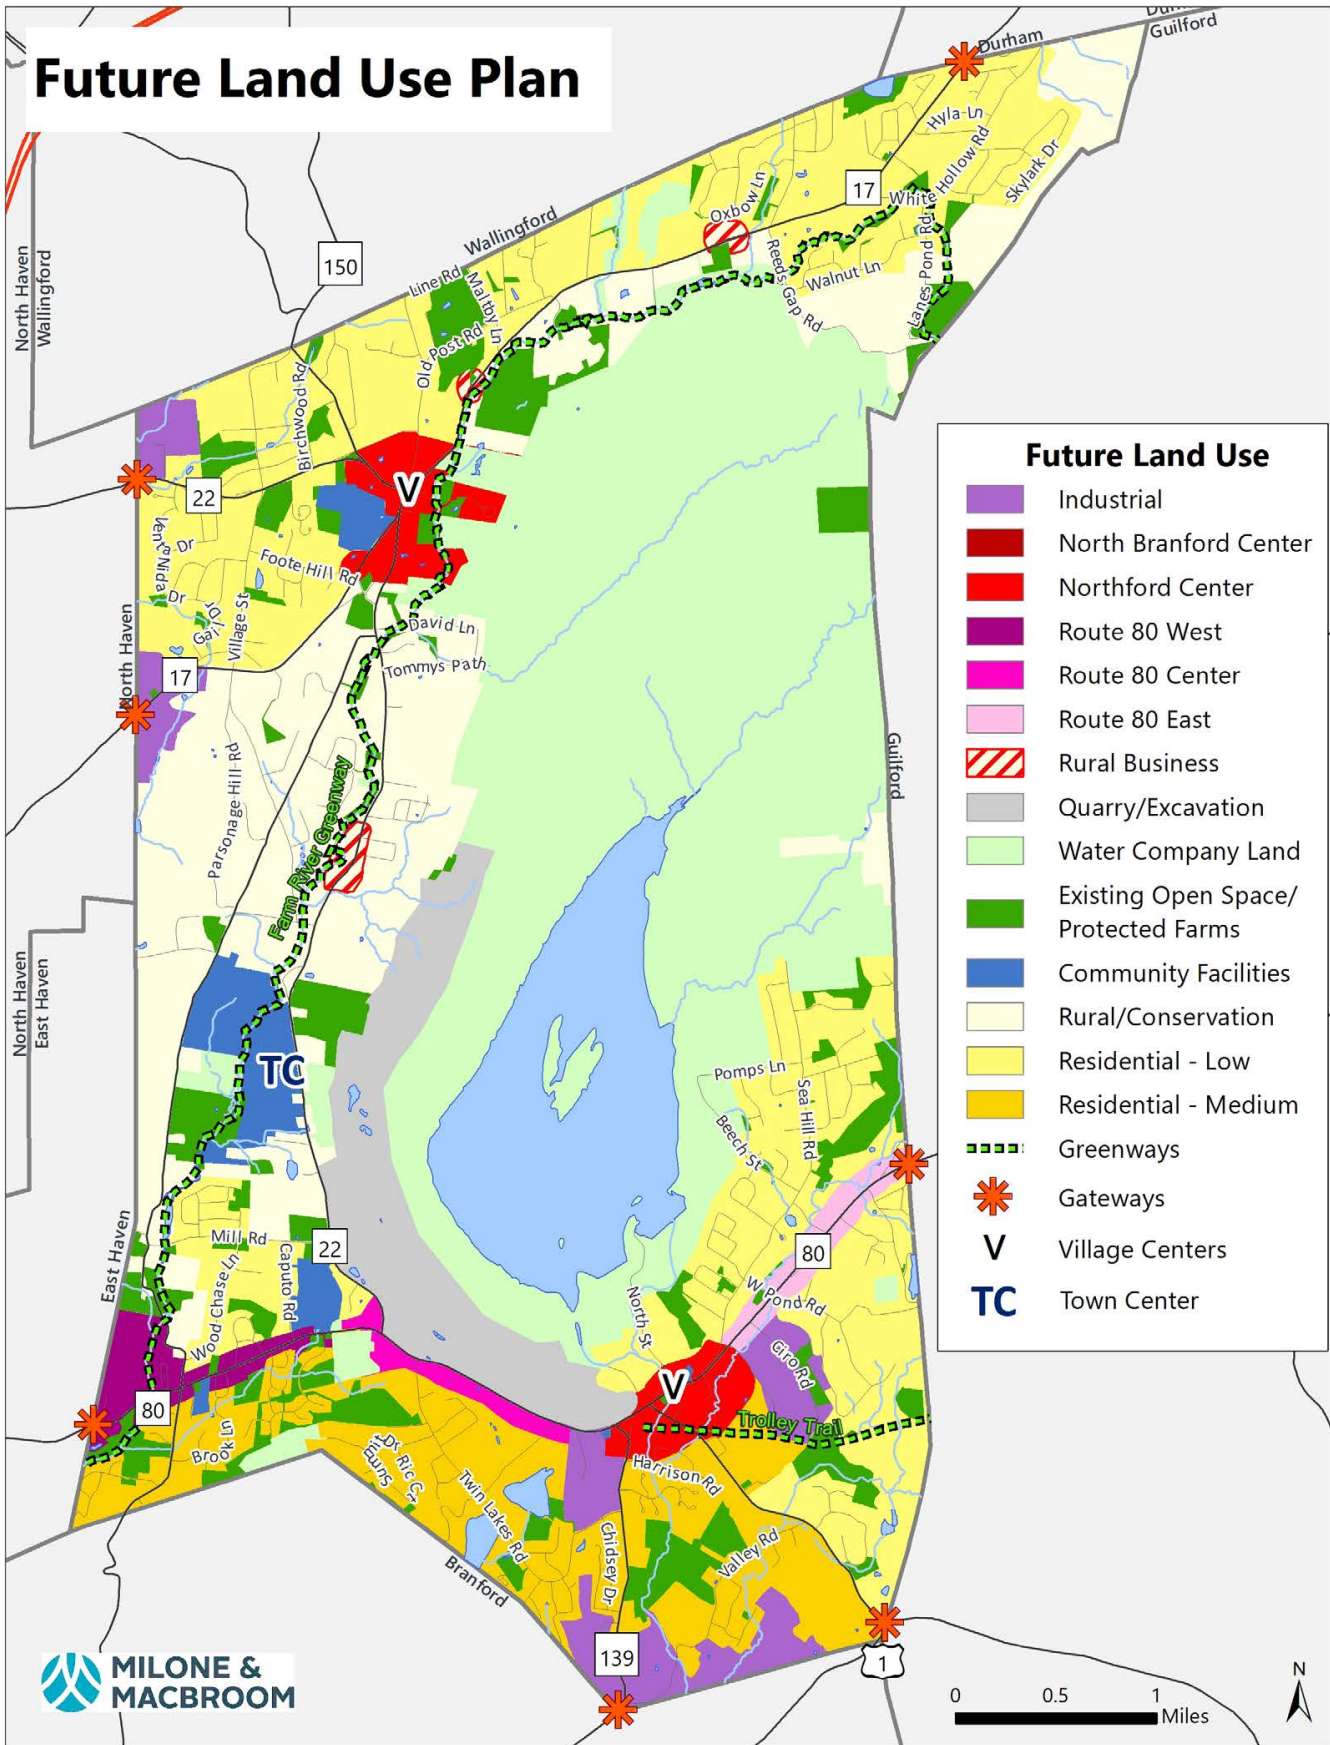 Future Land Use Plan
Durham
Guilford
Durham
Hyla Ln
White Hollow Rd
Skylark Dr
17
Oxbow Ln
Wallingford
150
North Haven
Wallingford
Line Rd
Maltby Ln
Reeds Gap Rd
Walnut Ln
Lanes Pond Rd
Old Post Rd
Birchwood Rd
22
V
Foote Hill Rd
Village St
Gail Dr
North Haven
17
David Ln
Tommys Path
Parsonage Hill Rd
Farm River Greenway
Guilford
North Haven
East Haven
TC
Pomps Ln
Sea Hill Rd
Beech St
East Haven
Mill Rd
Caputo Rd
22
Wood Chase Ln
80
W Pond Rd
North St
Ciro Rd
V
80
Trolley Trail
Brook Ln
Summit Dr
Ric Ct
Harrison Rd
Twin Lakes Rd
Chidsey Dr
Valley Rd
Branford
139
1
Future Land Use
Industrial
North Branford Center
Northford Center
Route 80 West
Route 80 Center
Route 80 East
Rural Business
Quarry/Excavation
Water Company Land
Existing Open Space/
Protected Farms
Community Facilities
Rural/Conservation
Residential - Low
Residential - Medium
Greenways
Gateways
V Village Centers
TC Town Center
MILONE &
MACBROOM
N
0 0.5 1
Miles